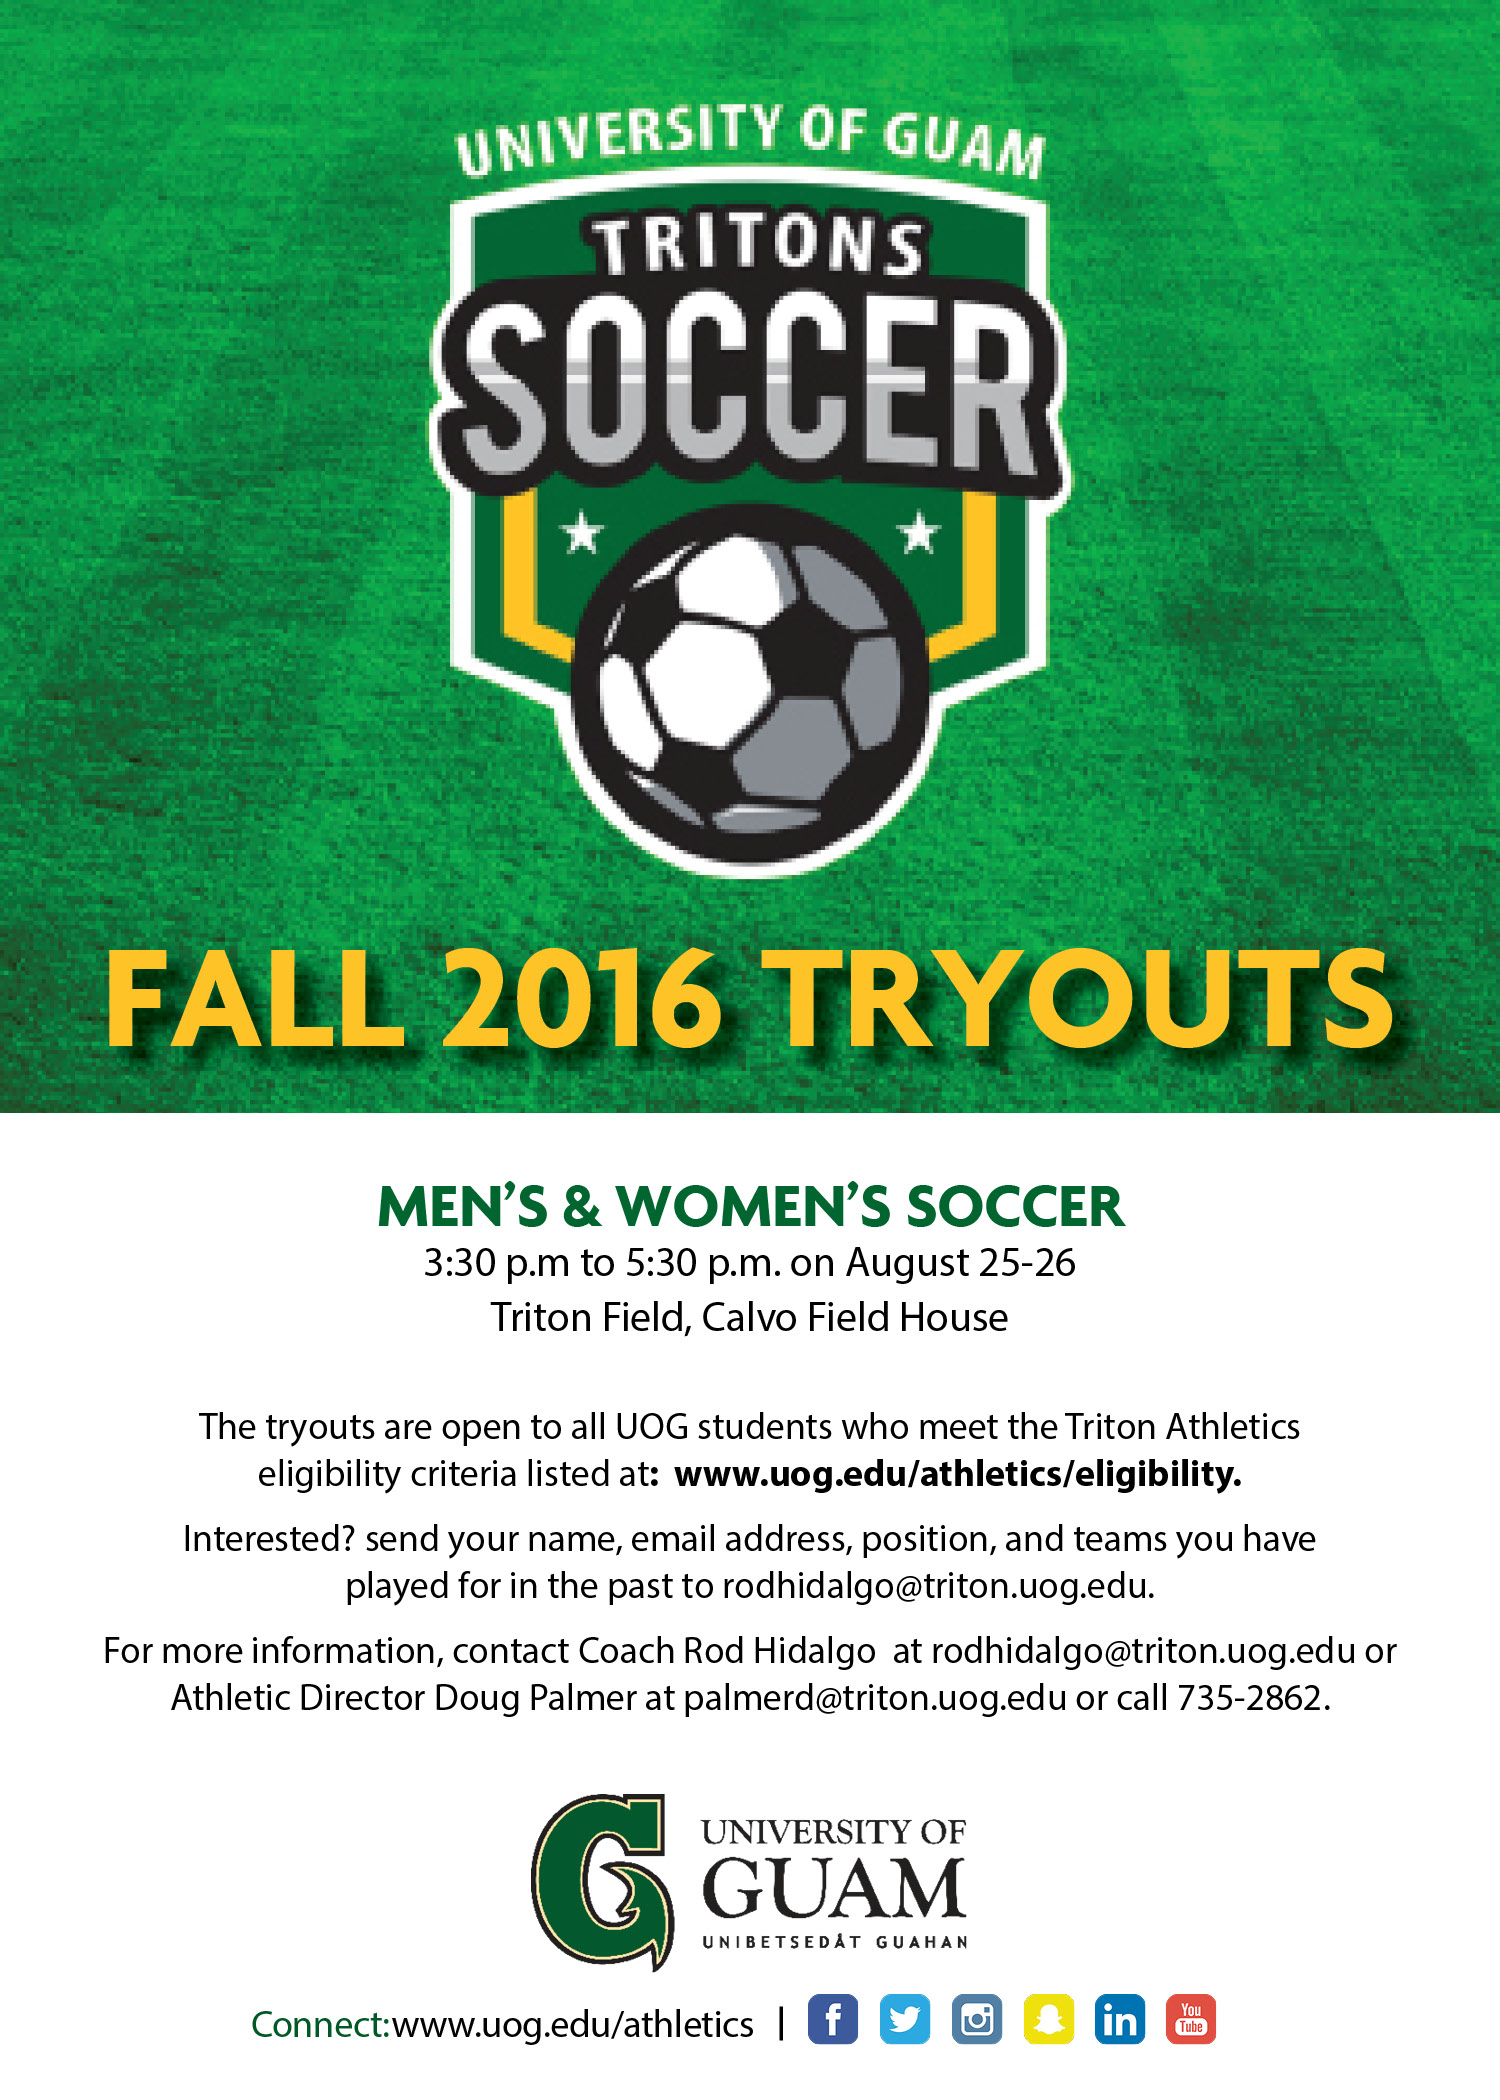 UNIVERSITY OF GUAM
TRITONS
SOCCER
FALL 2016 TRYOUTS
MEN’S & WOMEN’S SOCCER
3:30 p.m to 5:30 p.m. on August 25-26
Triton Field, Calvo Field House
The tryouts are open to all UOG students who meet the Triton Athletics
eligibility criteria listed at: www.uog.edu/athletics/eligibility.
Interested? send your name, email address, position, and teams you have
played for in the past to rodhidalgo@triton.uog.edu.
For more information, contact Coach Rod Hidalgo at rodhidalgo@triton.uog.edu or
Athletic Director Doug Palmer at palmerd@triton.uog.edu or call 735-2862.
G
UNIVERSITY OF
GUAM
UNIBETSEDÅT GUAHAN
Connect:www.uog.edu/athletics | f in You
Tube